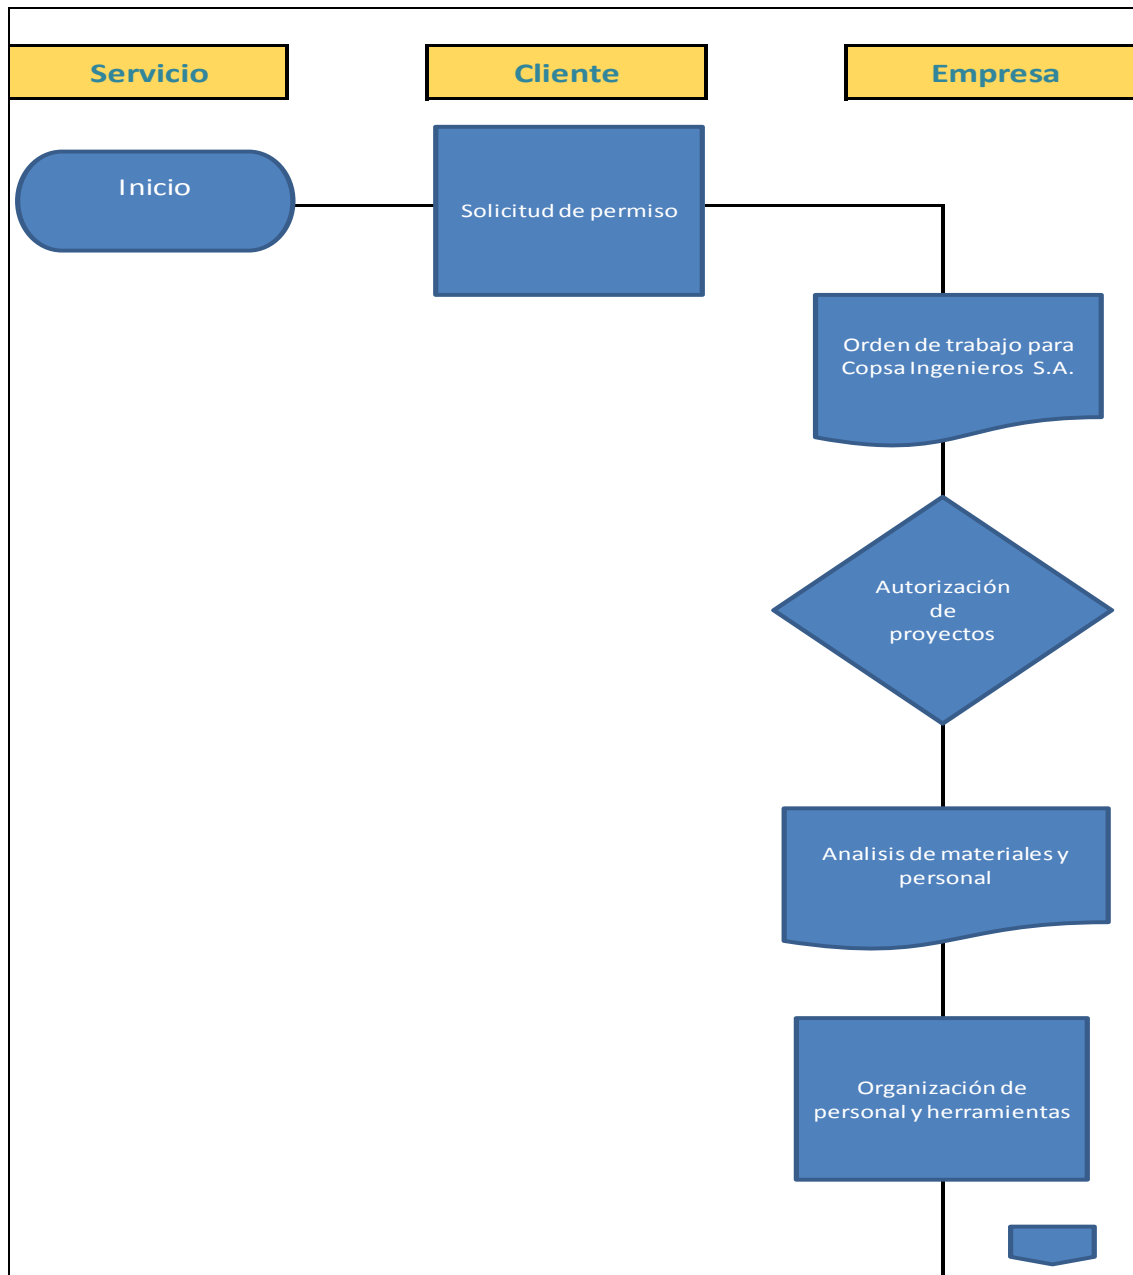 Servicio
Cliente
Empresa
Inicio
Solicitud de permiso
Orden de trabajo para
Copsa Ingenieros S.A.
Autorización
de
proyectos
Analisis de materiales y
personal
Organización de
personal y herramientas